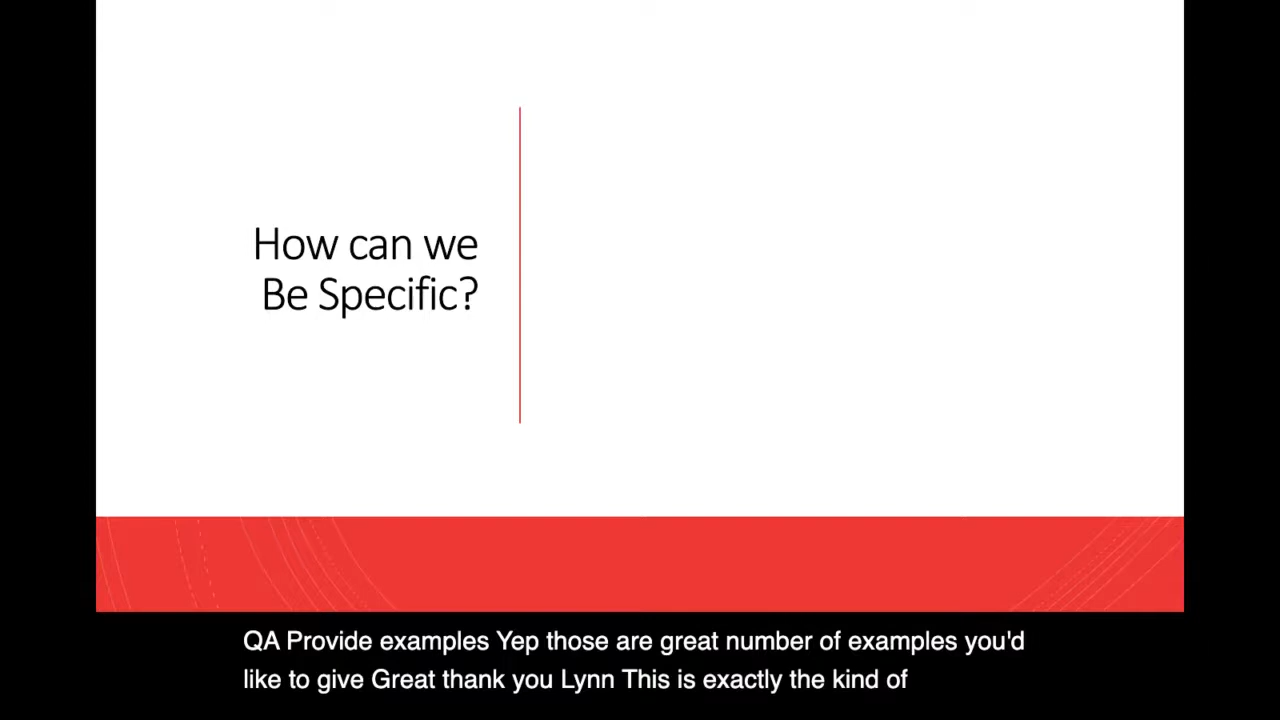 How can we
Be Specific?
QA Provide examples Yep those are great number of examples you'd
like to give Great thank you Lynn This is exactly the kind of